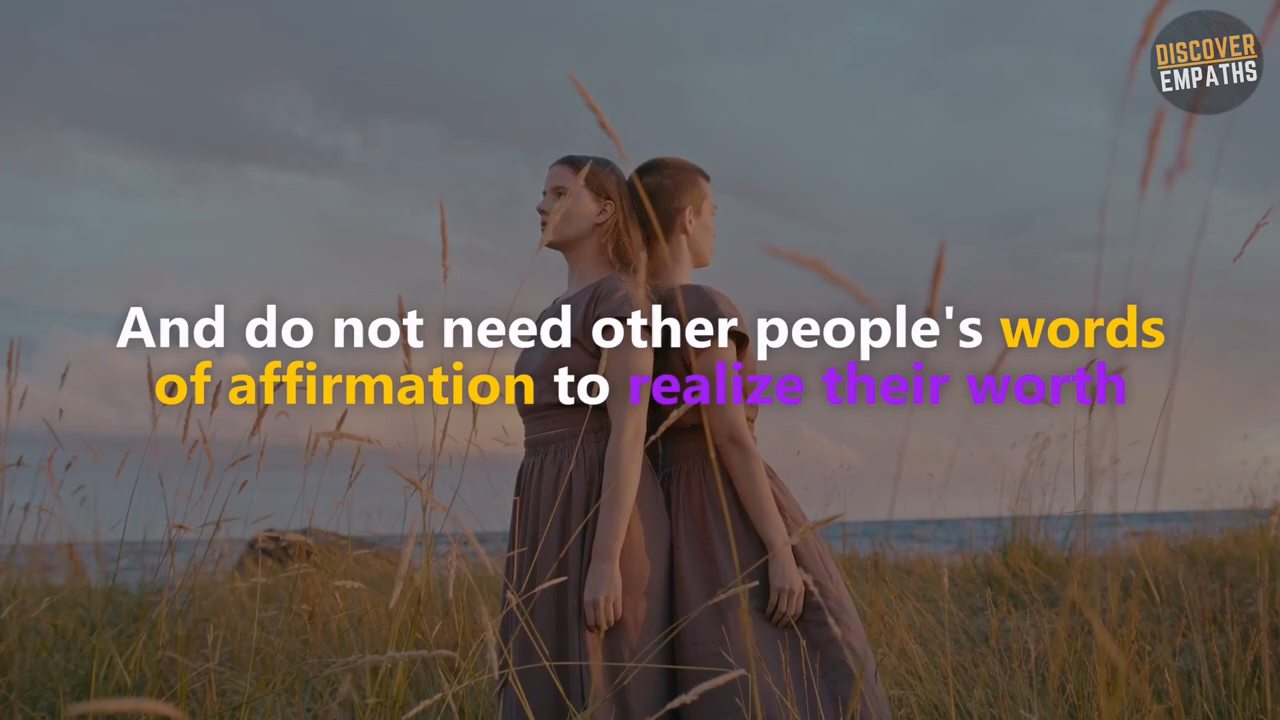 DISCOVER
EMPATHS
And do not need other people's words
of affirmation to realize their worth